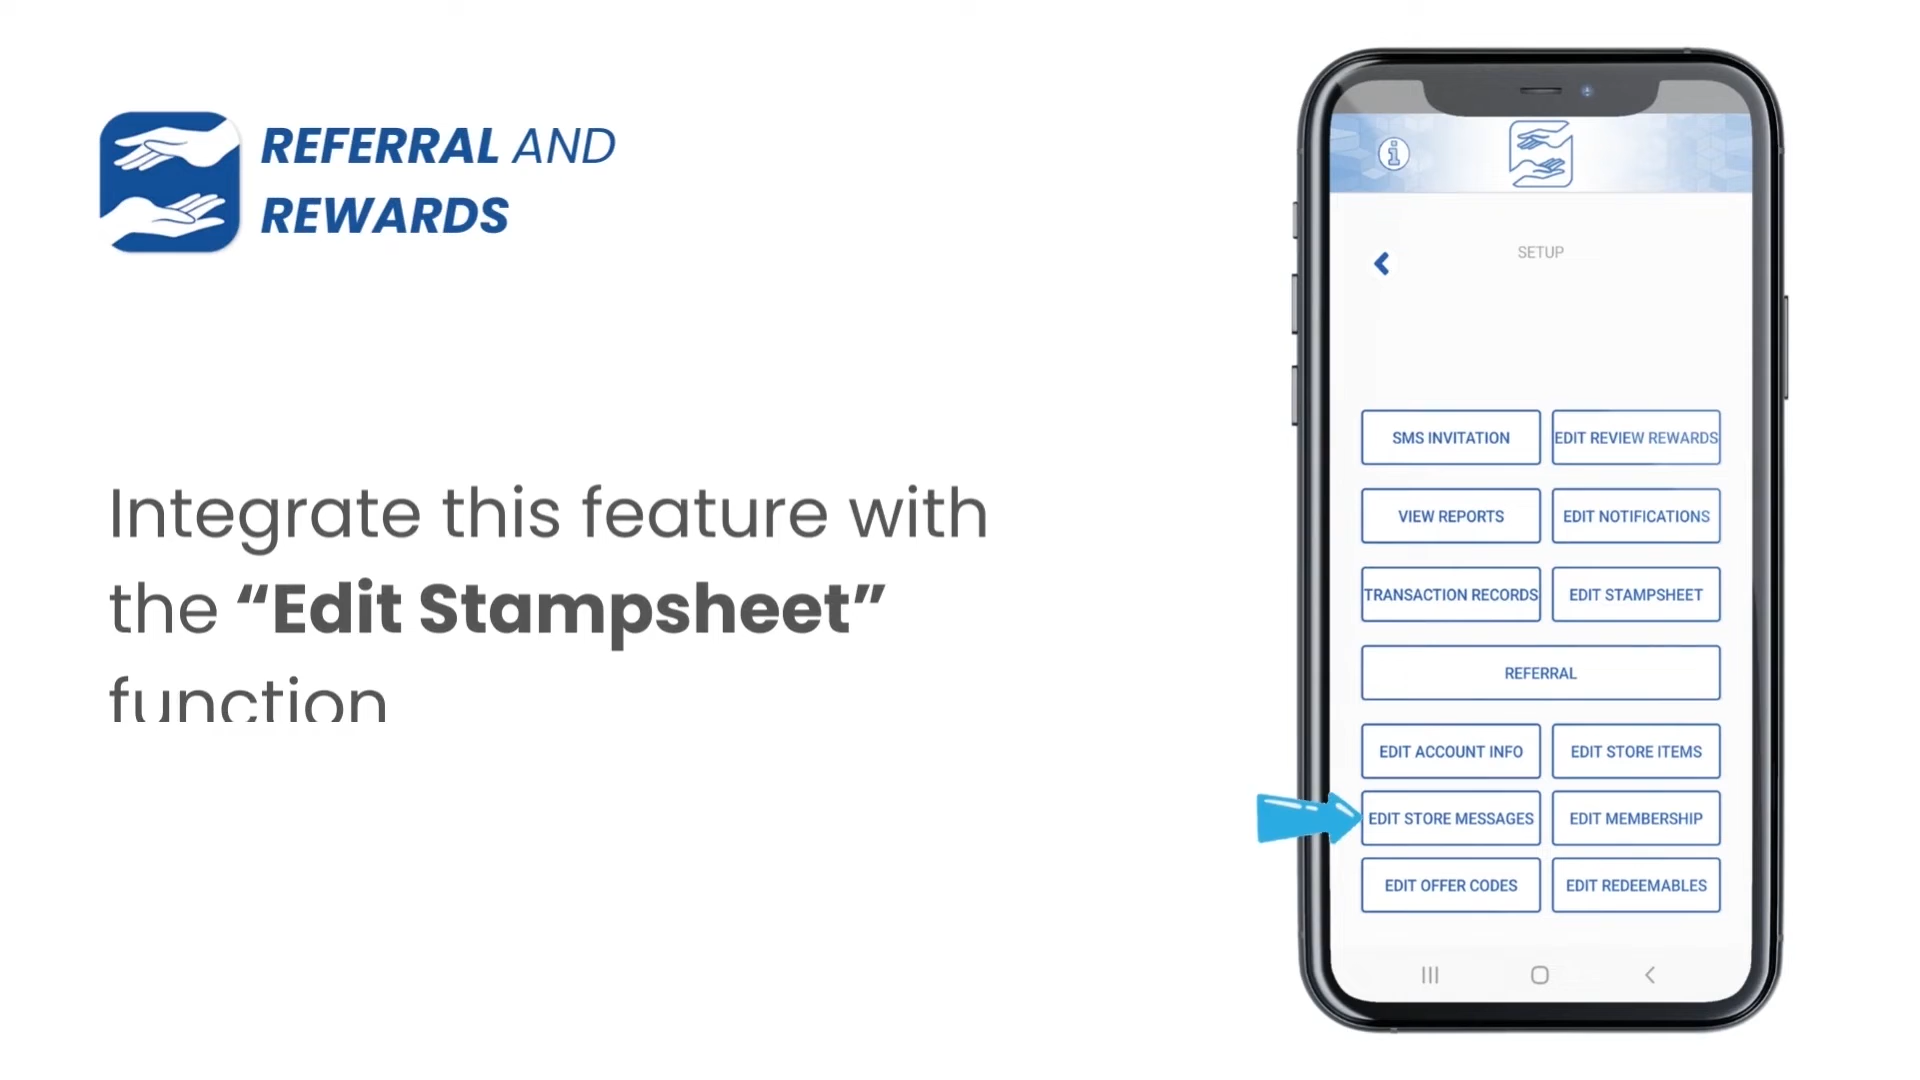 REFERRAL AND
REWARDS
Integrate this feature with
the “Edit Stampsheet”
function
SETUP
SMS INVITATION
EDIT REVIEW REWARDS
VIEW REPORTS
EDIT NOTIFICATIONS
TRANSACTION RECORDS
EDIT STAMPSHEET
REFERRAL
EDIT ACCOUNT INFO
EDIT STORE ITEMS
EDIT STORE MESSAGES
EDIT MEMBERSHIP
EDIT OFFER CODES
EDIT REDEEMABLES